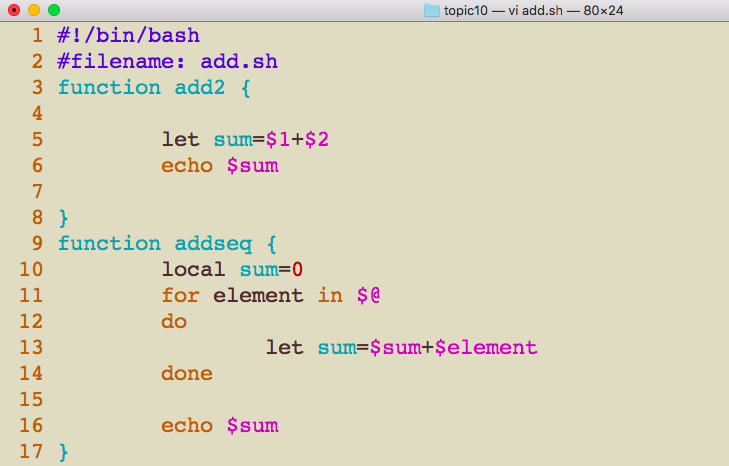 topic10 — vi add.sh — 80×24
1 #!/bin/bash
2 #filename: add.sh
3 function add2 {
4
5         let sum=$1+$2
6         echo $sum
7
8 }
9 function addseq {
10         local sum=0
11         for element in $@
12         do
13                 let sum=$sum+$element
14         done
15
16         echo $sum
17 }